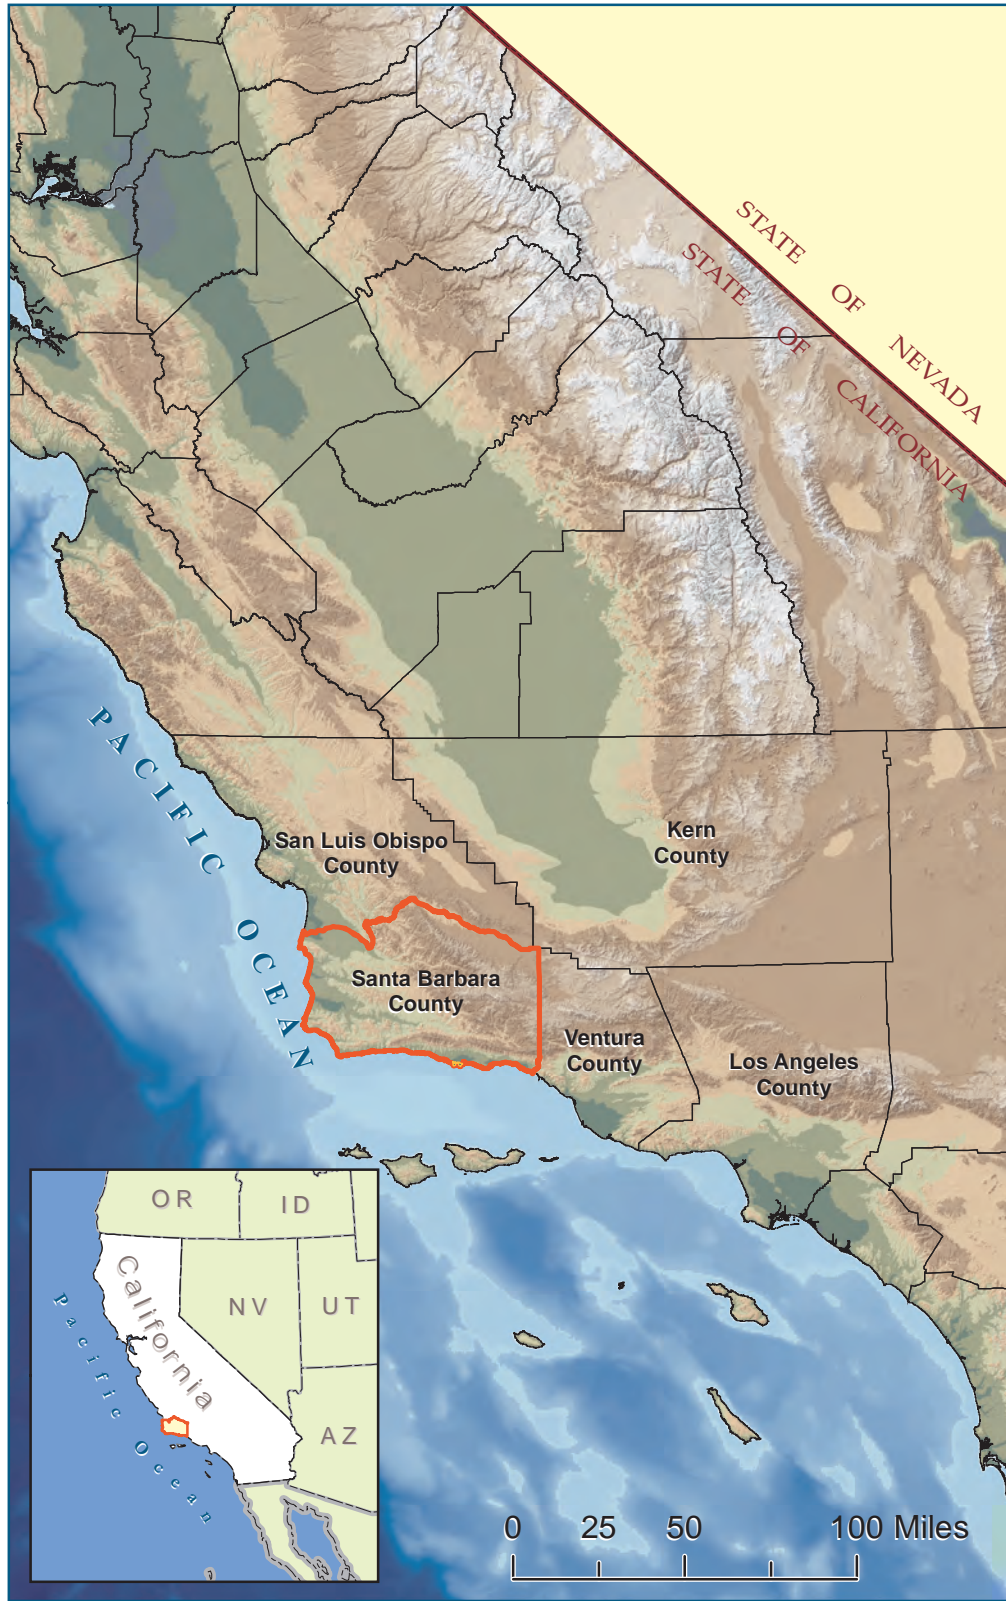 STATE OF NEVADA
STATE OF CALIFORNIA
PACIFIC OCEAN
San Luis Obispo
County
Kern
County
Santa Barbara
County
Ventura
County
Los Angeles
County
OR
ID
California
NV
UT
AZ
Pacific Ocean
0 25 50 100 Miles